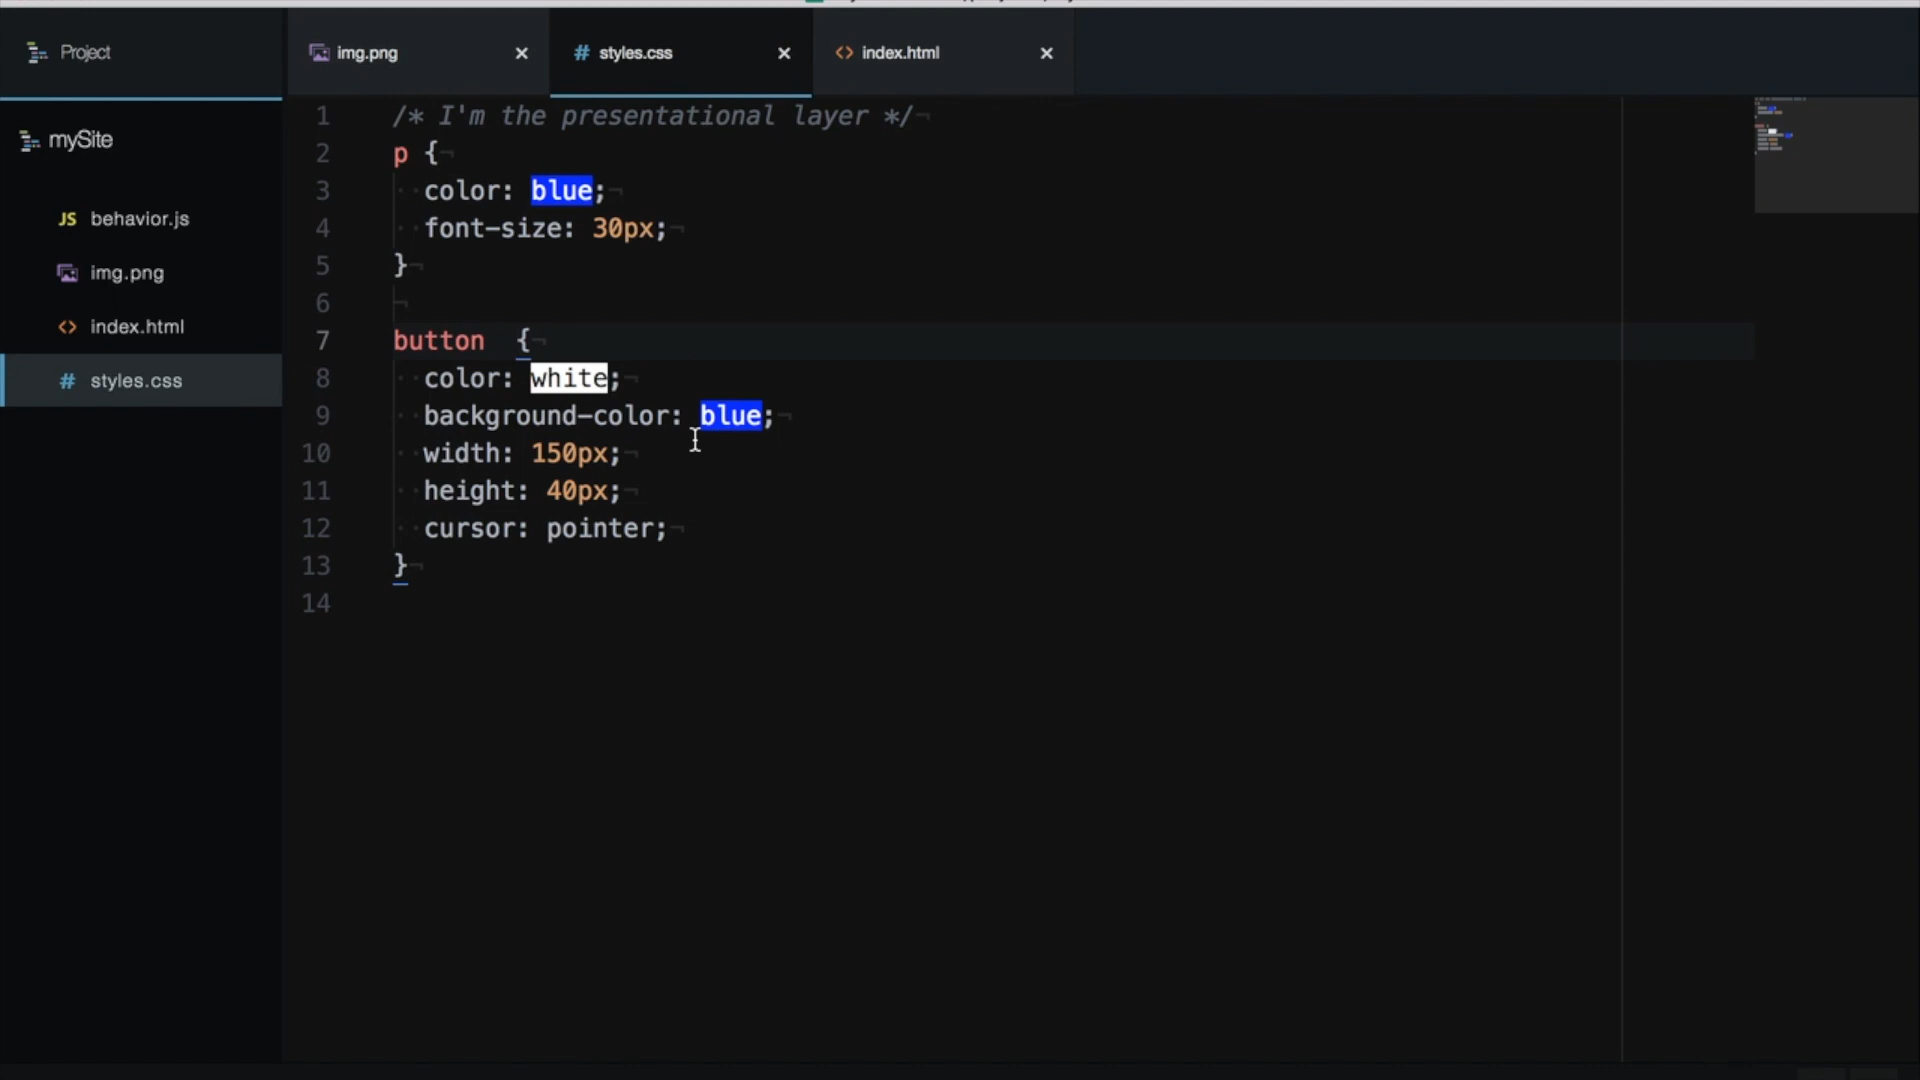 Project
img.png
styles.css
index.html
mySite
JS behavior.js
img.png
<> index.html
# styles.css
1 /* I'm the presentational layer */
2 p {
3 color: blue;
4 font-size: 30px;
5 }
6
7 button  {
8 color: white;
9 background-color: blue;
10 width: 150px;
11 height: 40px;
12 cursor: pointer;
13 }
14